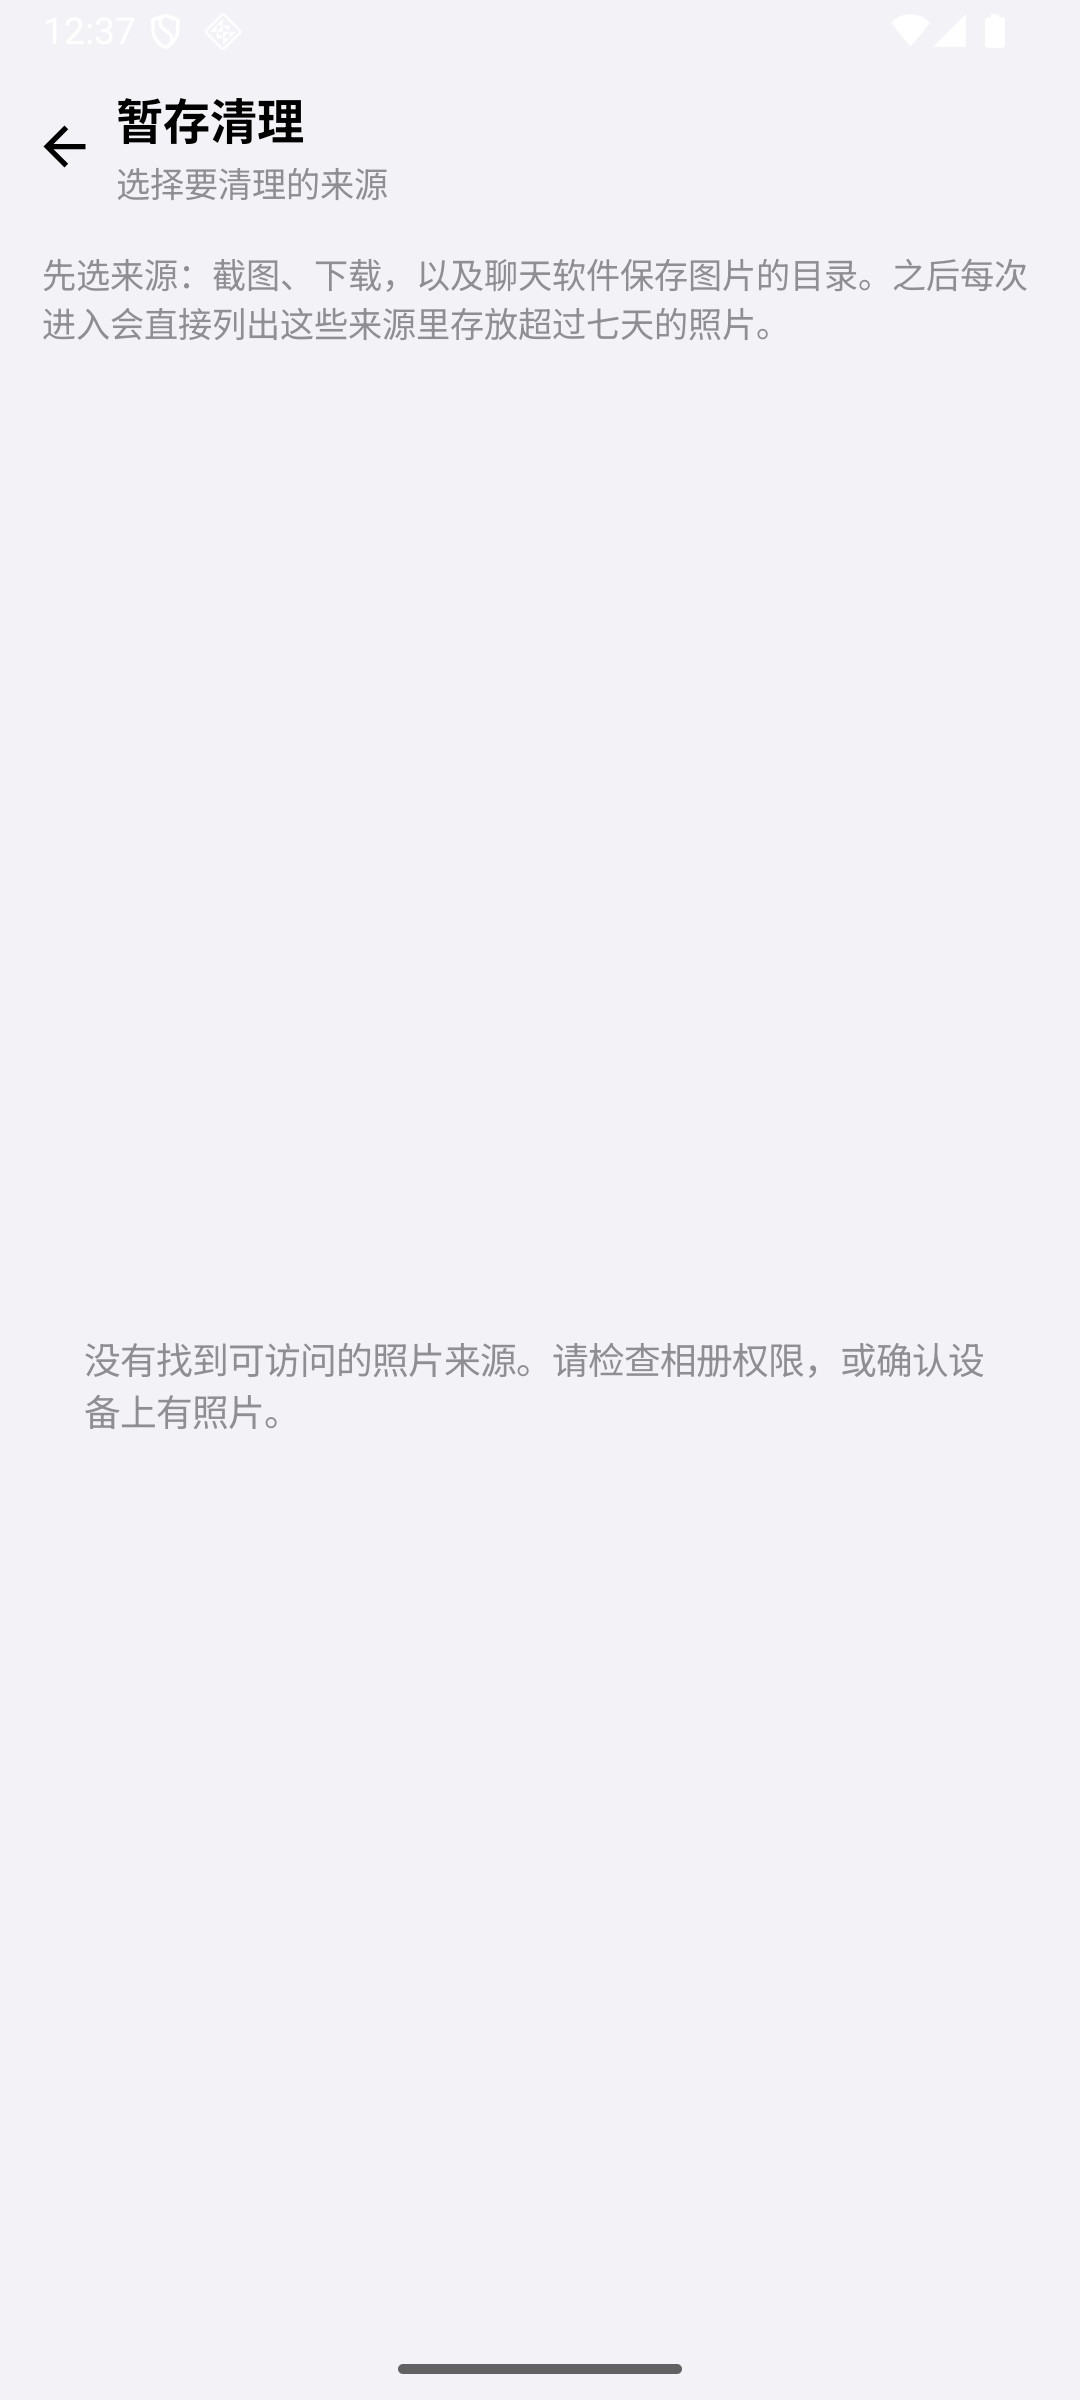 12:37
暂存清理
选择要清理的来源
先选来源：截图、下载，以及聊天软件保存图片的目录。之后每次
进入会直接列出这些来源里存放超过七天的照片。
没有找到可访问的照片来源。请检查相册权限，或确认设
备上有照片。